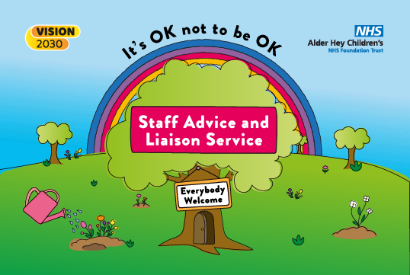 VISION
2030
It's OK not to be OK
NHS
Alder Hey Children's
NHS Foundation Trust
Staff Advice and
Liaison Service
Everybody
Welcome